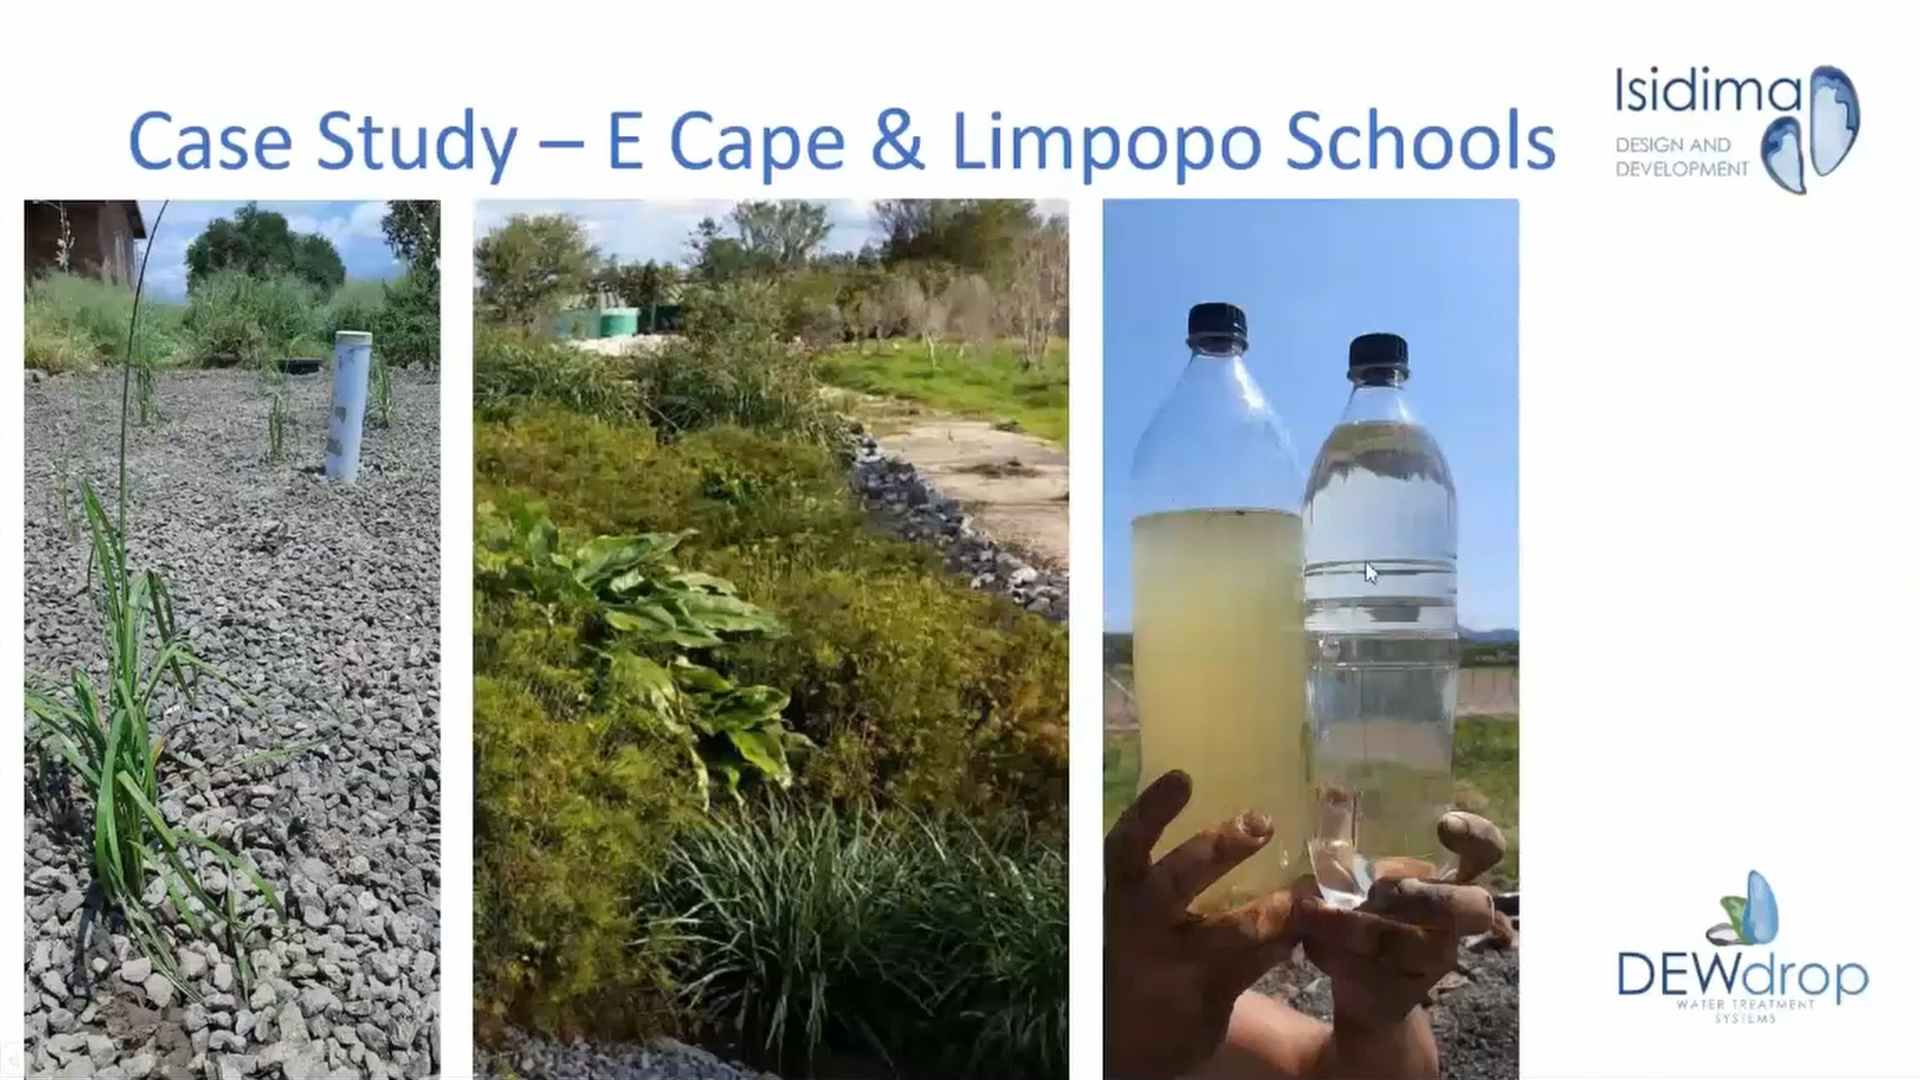 Case Study – E Cape & Limpopo Schools
Isidima
DESIGN AND
DEVELOPMENT
DEWdrop
WATER TREATMENT
SYSTEMS